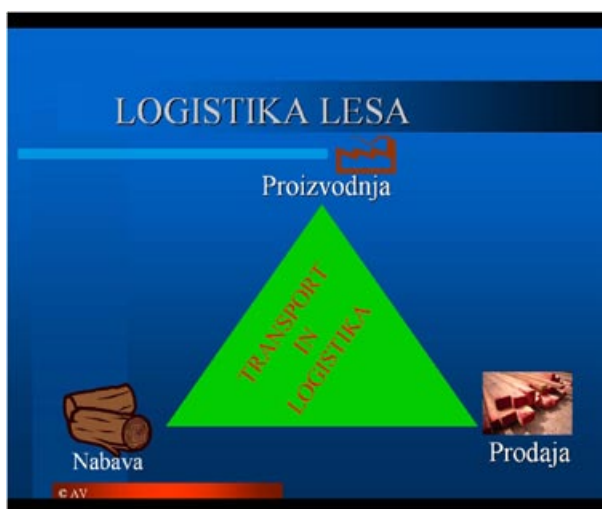 LOGISTIKA LESA
Proizvodnja
TRANSPORT
IN
LOGISTIKA
Nabava
Prodaja
© AV